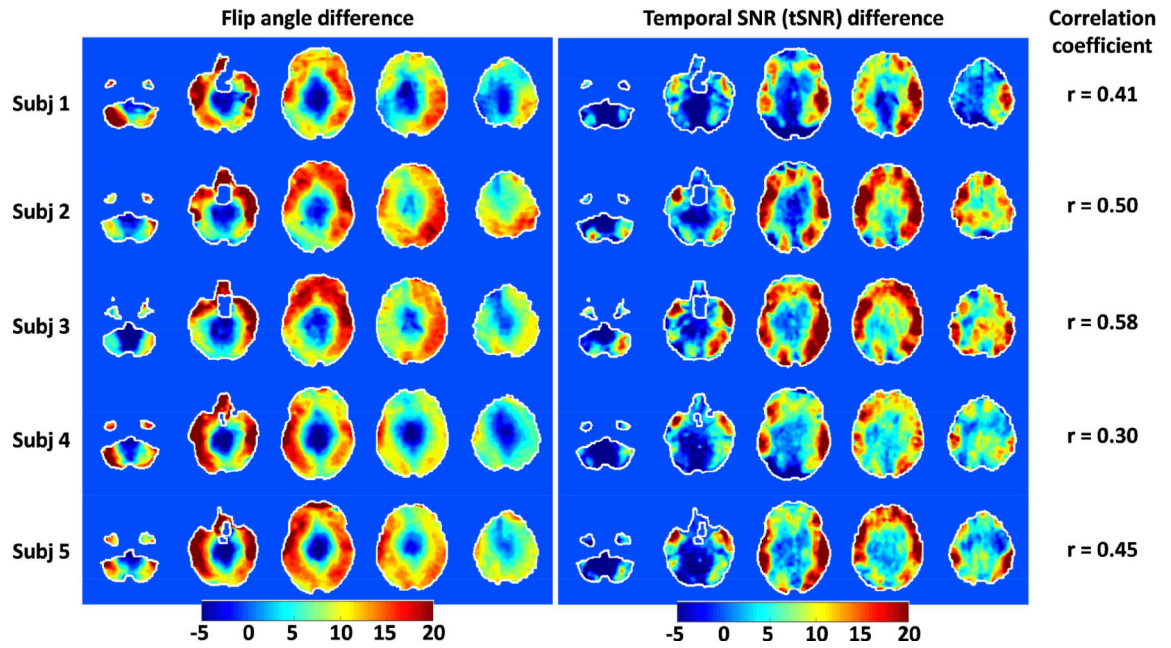 Flip angle difference
Temporal SNR (tSNR) difference
Correlation
coefficient
Subj 1
r = 0.41
Subj 2
r = 0.50
Subj 3
r = 0.58
Subj 4
r = 0.30
Subj 5
r = 0.45
-5 0 5 10 15 20
-5 0 5 10 15 20